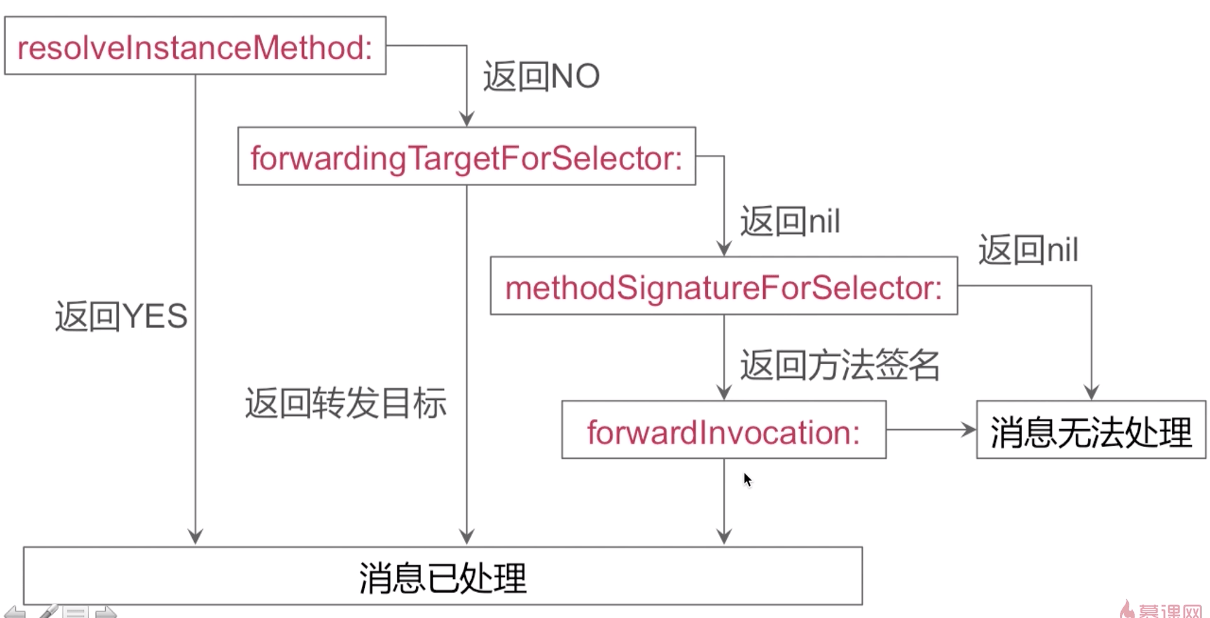 resolveInstanceMethod:
返回NO
forwardingTargetForSelector:
返回nil
返回nil
methodSignatureForSelector:
返回YES
返回方法签名
返回转发目标
forwardInvocation:
消息无法处理
消息已处理
慕课网